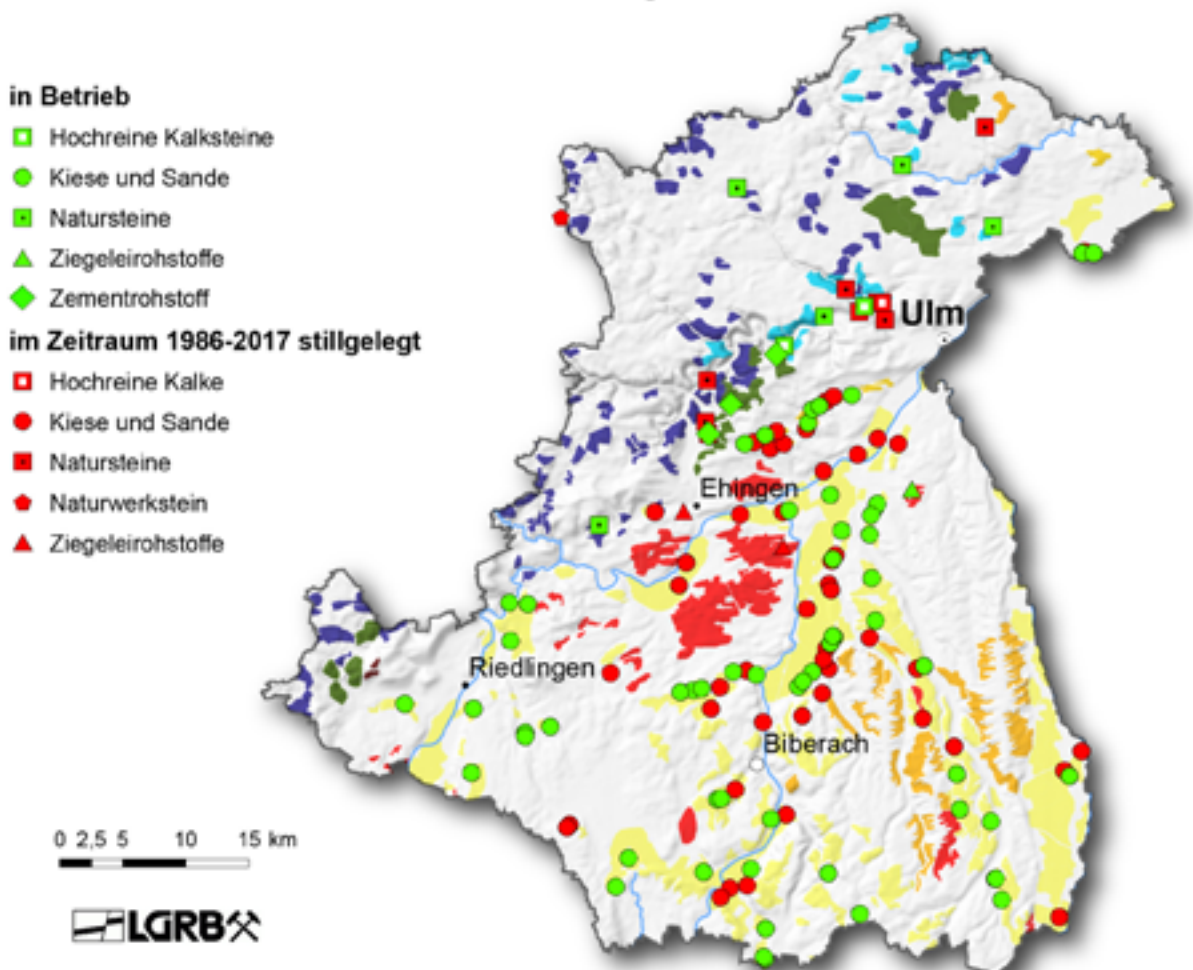 in Betrieb
Hochreine Kalksteine
Kiese und Sande
Natursteine
Ziegeleirohstoffe
Zementrohstoff
im Zeitraum 1986-2017 stillgelegt
Hochreine Kalke
Kiese und Sande
Natursteine
Naturwerkstein
Ziegeleirohstoffe
Ulm
Ehingen
Riedlingen
Biberach
0 2,5 5 10 15 km
LGRB